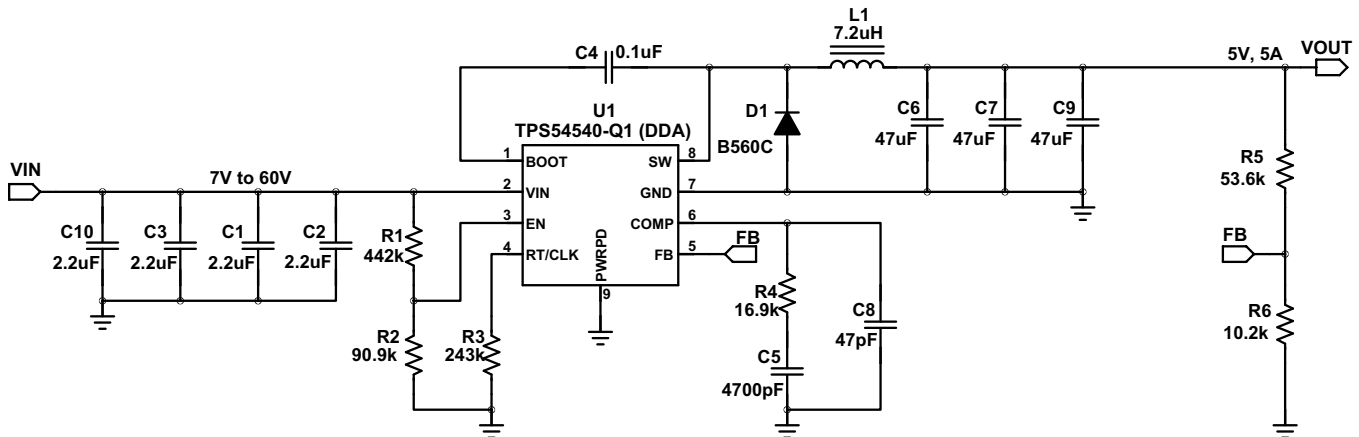 L1
7.2uH
C4
0.1uF
5V, 5A
VOUT
U1
TPS54540-Q1 (DDA)
D1
B560C
C6
47uF
C7
47uF
C9
47uF
1
BOOT
SW
8
VIN
7V to 60V
2
VIN
GND
7
3
EN
COMP
6
4
RT/CLK
FB
5
FB
PWRPD
9
R5
53.6k
FB
C10
2.2uF
C3
2.2uF
C1
2.2uF
C2
2.2uF
R1
442k
R2
90.9k
R3
243k
R4
16.9k
C8
47pF
C5
4700pF
R6
10.2k